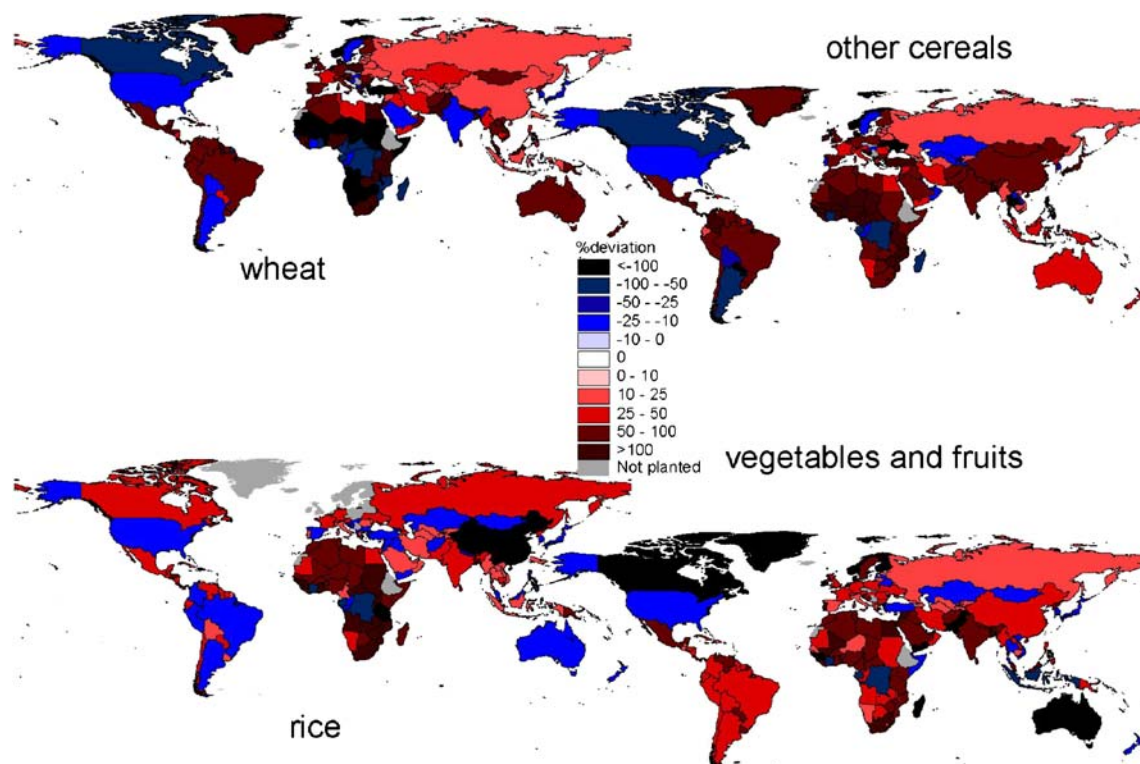 other cereals
wheat
%deviation
<-100
-100 - -50
-50 - -25
-25 - -10
-10 - 0
0
0 - 10
10 - 25
25 - 50
50 - 100
>100
Not planted
vegetables and fruits
rice